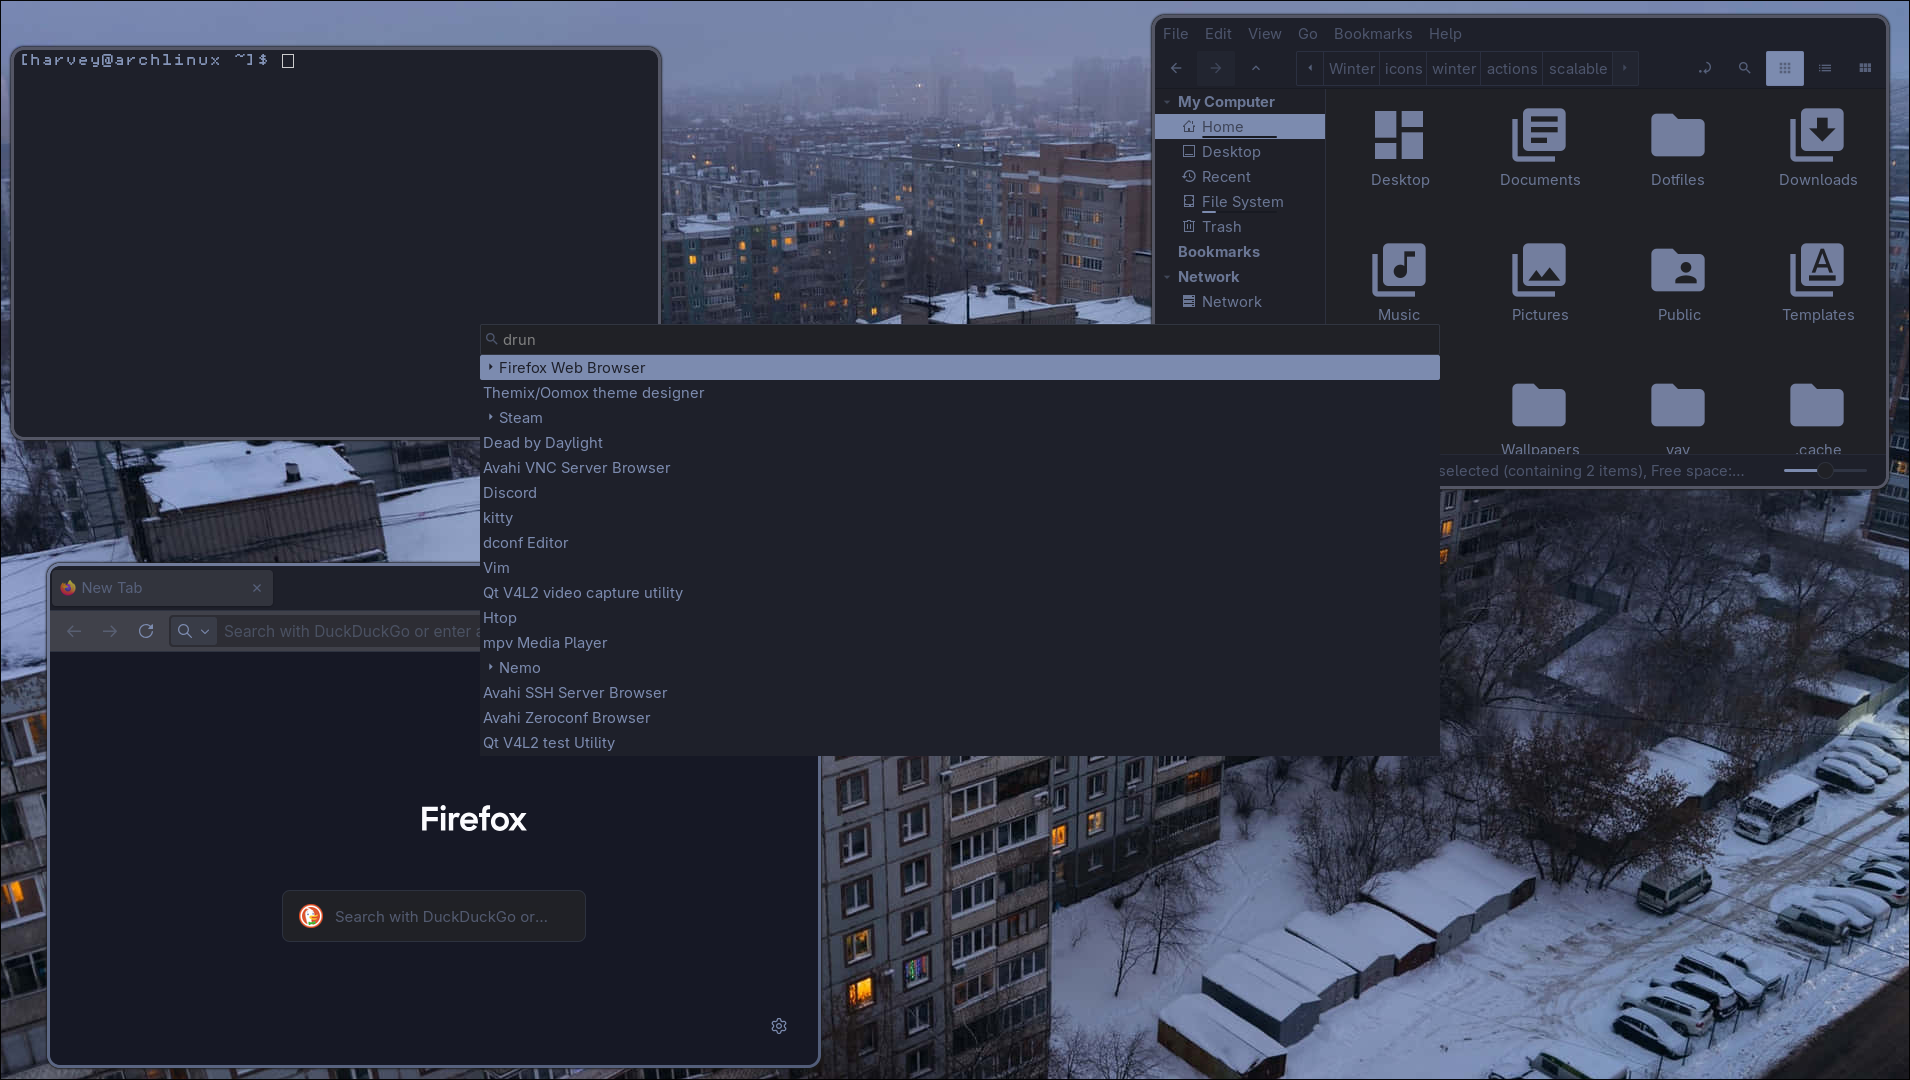 [harvey@archlinux ~]$
File Edit View Go Bookmarks Help
Winter icons winter actions scalable
My Computer
Home
Desktop
Recent
File System
Trash
Bookmarks
Network
Network
Desktop Documents Dotfiles Downloads
Music Pictures Public Templates
Wallpapers yay .cache
selected (containing 2 items), Free space:...
drun
Firefox Web Browser
Themix/Oomox theme designer
Steam
Dead by Daylight
Avahi VNC Server Browser
Discord
kitty
dconf Editor
Vim
Qt V4L2 video capture utility
Htop
mpv Media Player
Nemo
Avahi SSH Server Browser
Avahi Zeroconf Browser
Qt V4L2 test Utility
New Tab
Search with DuckDuckGo or enter a
Firefox
Search with DuckDuckGo or...